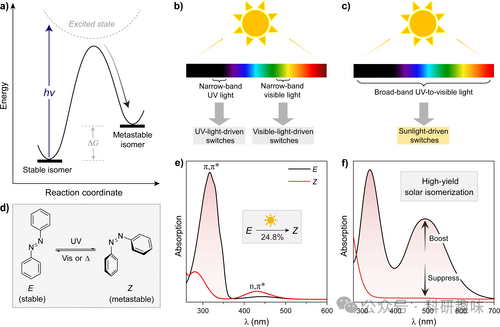 a)
Excited state
hν
Energy
ΔG
Stable isomer
Metastable
isomer
Reaction coordinate
b)
Narrow-band
UV light
Narrow-band
visible light
UV-light-driven
switches
Visible-light-driven
switches
c)
Broad-band UV-to-visible light
Sunlight-driven
switches
d)
N
N
UV
Vis or Δ
N
N
E
(stable)
Z
(metastable)
e)
π,π*
E
Z
E → Z
24.8%
n,π*
Absorption
300
400
500
600
λ (nm)
f)
High-yield
solar isomerization
Boost
Suppress
Absorption
300
400
500
600
700
λ (nm)
公众号 · 科研趣味